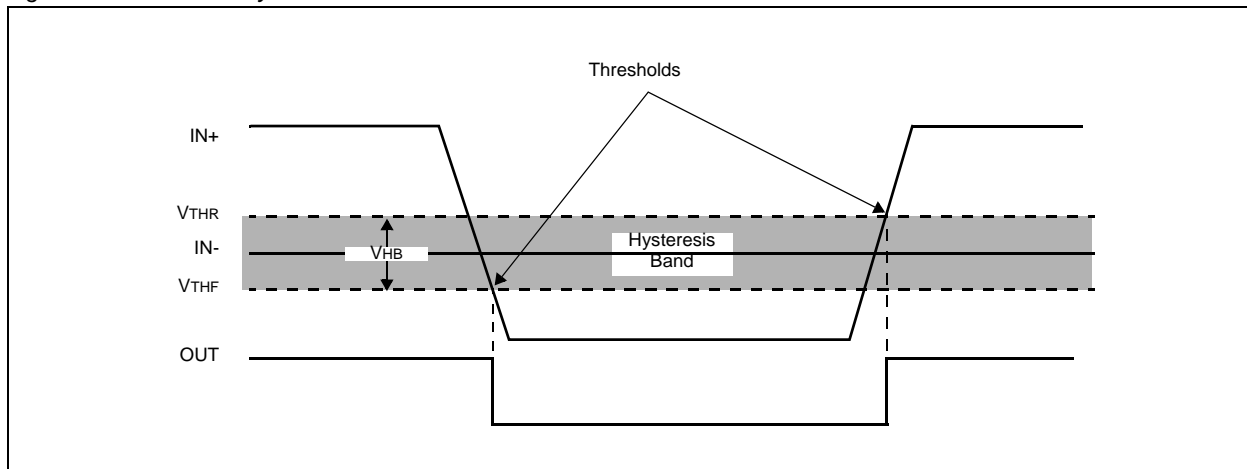 Thresholds
IN+
VTHR
IN-
VHB
Hysteresis
Band
VTHF
OUT